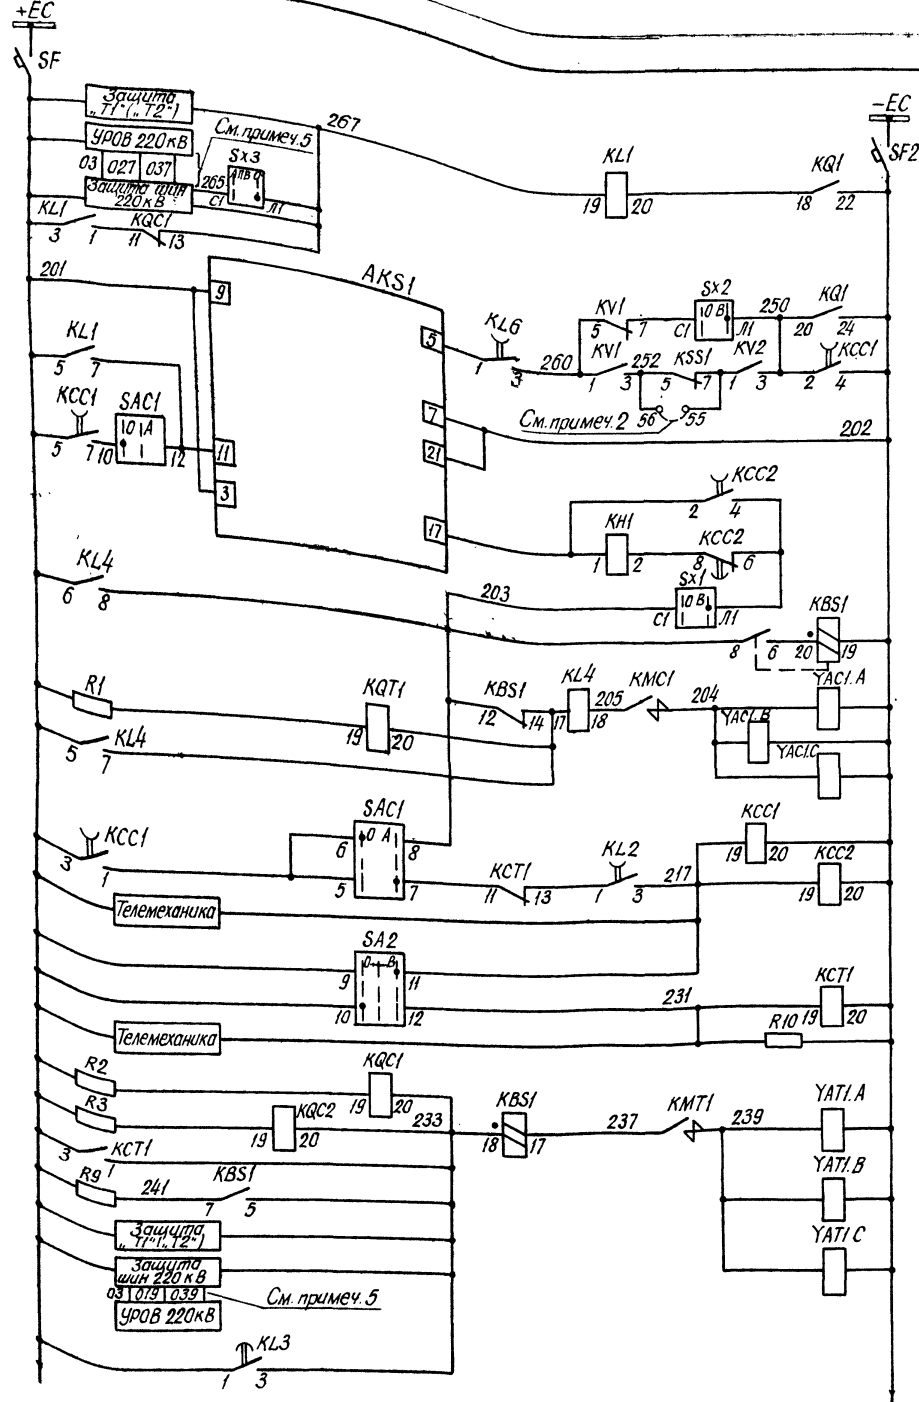 +EC
SF
-EC
SF2
Защита
„Т1"(„Т2")
267
УРОВ 220кВ
См. примеч. 5
03 027 037
Защита шин
220кВ
265
С1
SX3
АПВ О
Л1
KL1
19 20
KQ1
18 22
KL1
3 1
KQC1
11 13
201
AKS1
9
5
7
11
21
3
17
KL6
1 3
260
KV1
5 7
SX2
О В
С1 Л1
250
KQ1
20 24
KV1
1 3
252
KSS1
5 7
KV2
1 3
KCC1
2 4
56 55
См. примеч. 2
202
KL1
5 7
KCC1
5 7
SAC1
О А
10 12
KCC2
2 4
KH1
1 2
KCC2
8 6
203
SX1
О В
С1 Л1
KL4
6 8
8 6
KBS1
20 19
R1
KQT1
19 20
KBS1
12 14
KL4
17 18
205
KMC1
204
YAC1.A
YAC1.B
YAC1.C
KL4
5 7
KCC1
3 1
SAC1
О А
6 8
5 7
KCT1
11 13
KL2
1 3
217
KCC1
19 20
KCC2
19 20
Телемеханика
SA2
О В
9 11
10 12
231
KCT1
19 20
R10
Телемеханика
R2
KQC1
19 20
R3
KQC2
19 20
233
KBS1
18 17
237
KMT1
239
YAT1.A
YAT1.B
YAT1.C
KCT1
3 1
R9
241
KBS1
7 5
Защита
„Т1"(„Т2")
Защита
шин 220кВ
03 019 039
См. примеч. 5
УРОВ 220кВ
KL3
1 3